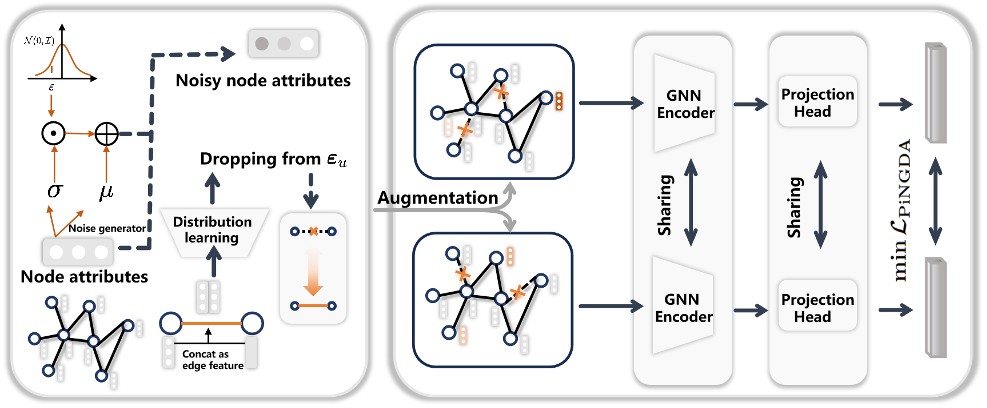 𝒩(0, ℐ)
ε
σ
μ
Noise generator
Node attributes
Noisy node attributes
Dropping from ε_u
Distribution
learning
Concat as
edge feature
Augmentation
GNN
Encoder
Projection
Head
Sharing
Sharing
GNN
Encoder
Projection
Head
min ℒ_PiNGDA